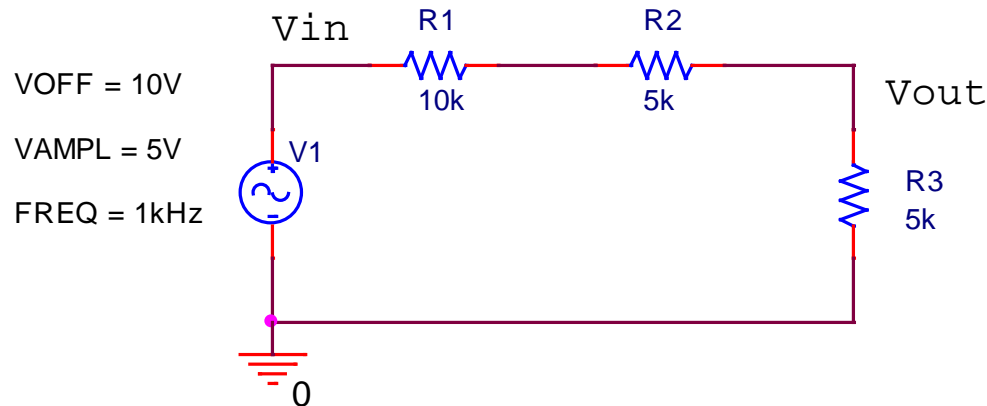 Vin
R1
R2
VOFF = 10V
10k
5k
Vout
VAMPL = 5V
V1
R3
FREQ = 1kHz
5k
0